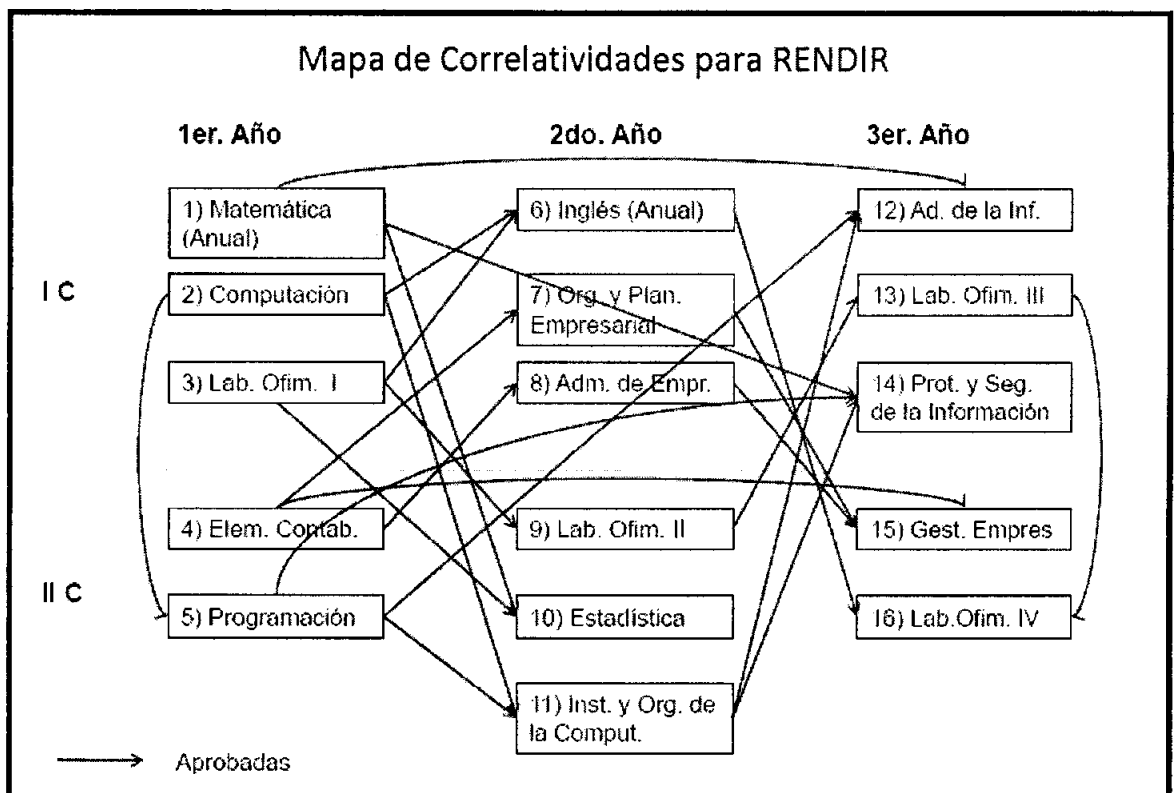 Mapa de Correlatividades para RENDIR
1er. Año
2do. Año
3er. Año
I C
II C
1) Matemática
(Anual)
2) Computación
3) Lab. Ofim. I
4) Elem. Contab.
5) Programación
6) Inglés (Anual)
7) Org. y Plan.
Empresarial
8) Adm. de Empr.
9) Lab. Ofim. II
10) Estadística
11) Inst. y Org. de
la Comput.
12) Ad. de la Inf.
13) Lab. Ofim. III
14) Prot. y Seg.
de la Información
15) Gest. Empres
16) Lab.Ofim. IV
Aprobadas